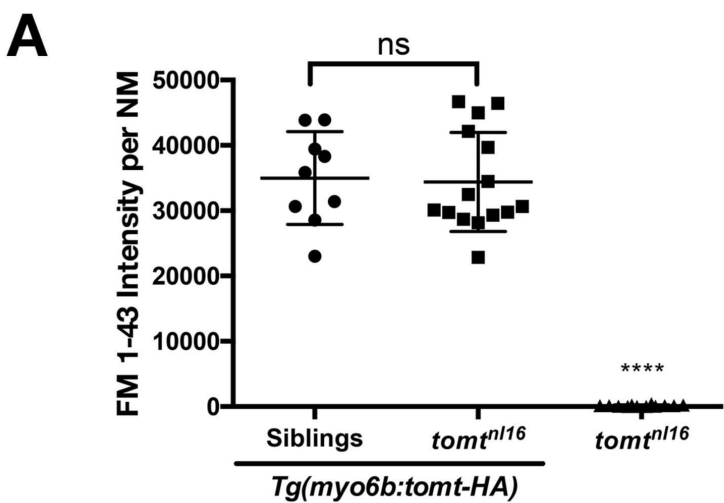 A
ns
FM 1-43 Intensity per NM
50000
40000
30000
20000
10000
0
****
Siblings tomtnl16 tomtnl16
Tg(myo6b:tomt-HA)